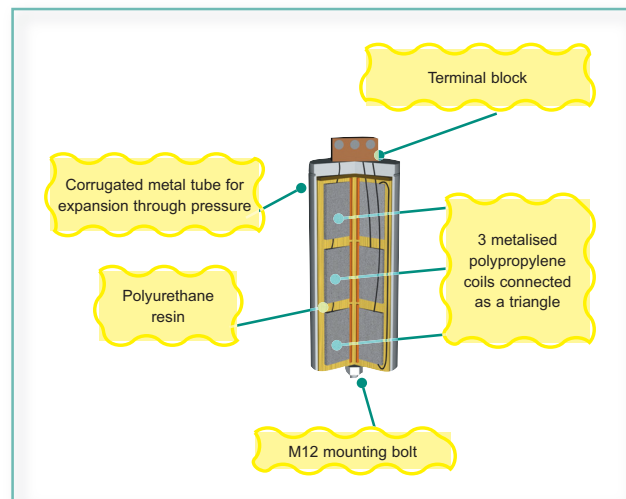 Terminal block
Corrugated metal tube for
expansion through pressure
3 metalised
polypropylene
coils connected
as a triangle
Polyurethane
resin
M12 mounting bolt